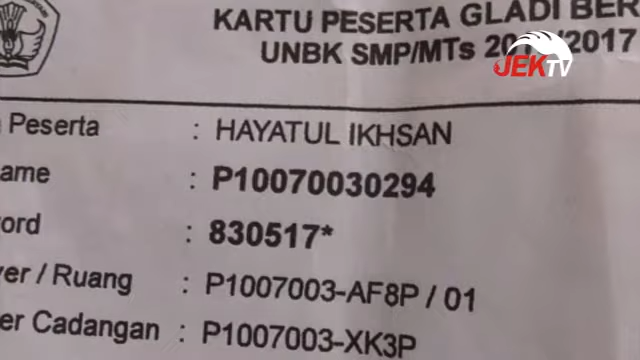 KARTU PESERTA GLADI BER
UNBK SMP/MTs 201 /2017
JEKTV
Peserta : HAYATUL IKHSAN
ame : P10070030294
ord : 830517*
er / Ruang : P1007003-AF8P / 01
er Cadangan : P1007003-XK3P